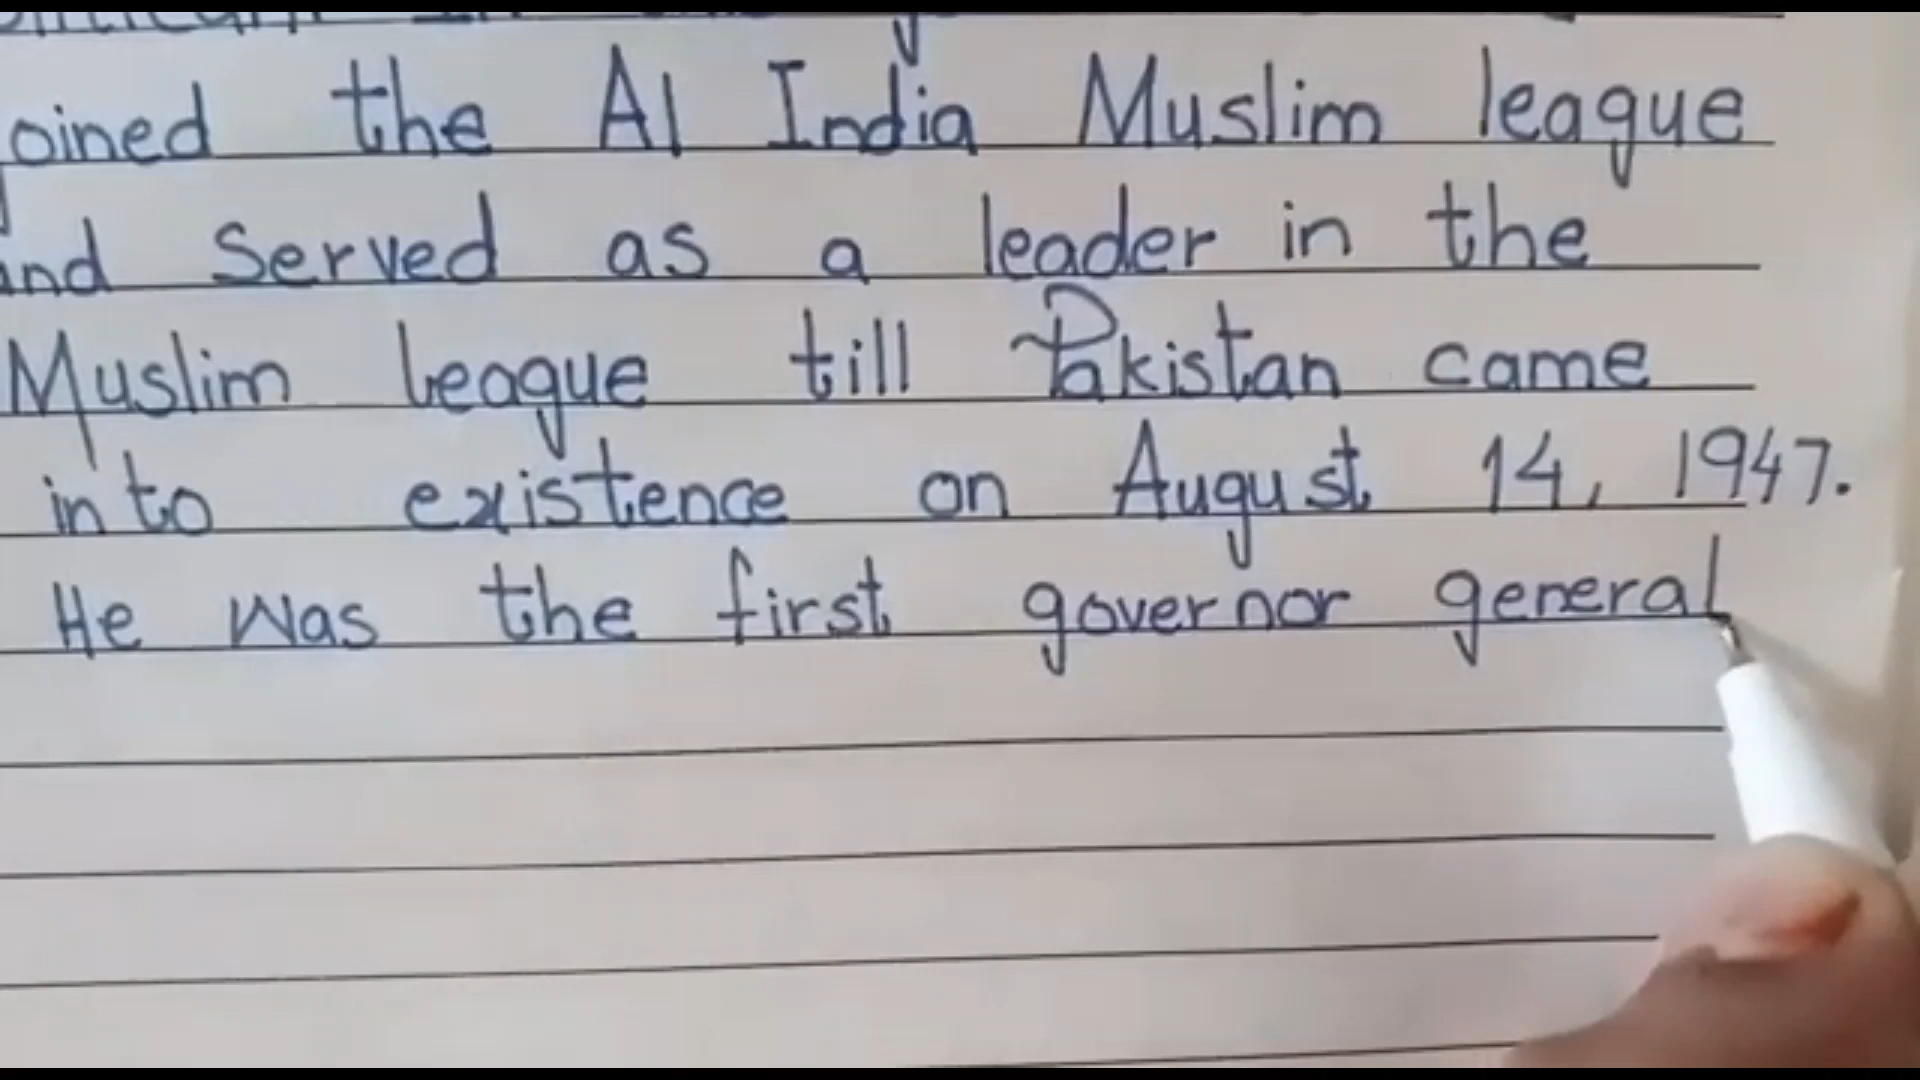 oined the Al India Muslim league
and served as a leader in the
Muslim league till Pakistan came
into existence on August 14, 1947.
He was the first governor general